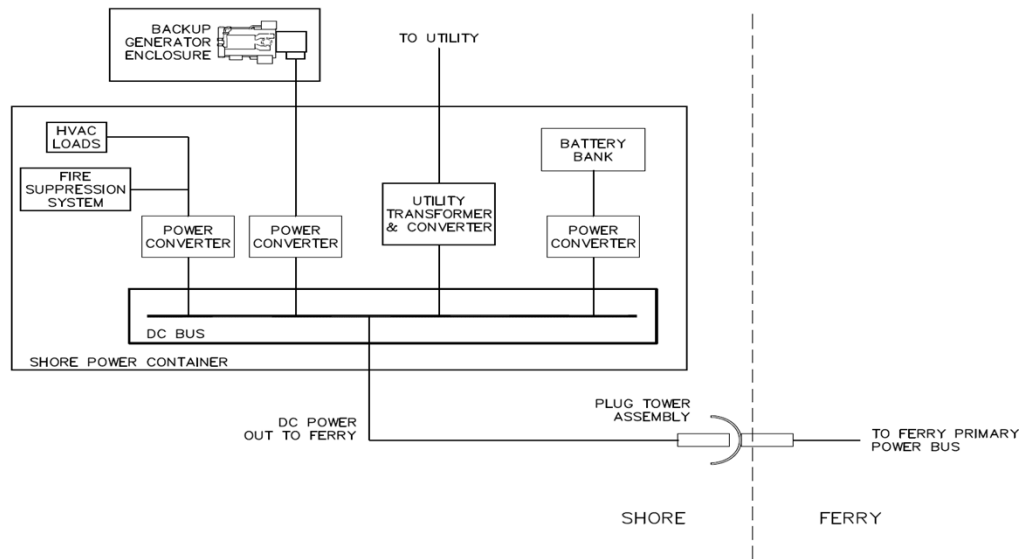 BACKUP
GENERATOR
ENCLOSURE
TO UTILITY
HVAC
LOADS
FIRE
SUPPRESSION
SYSTEM
BATTERY
BANK
UTILITY
TRANSFORMER
& CONVERTER
POWER
CONVERTER
POWER
CONVERTER
POWER
CONVERTER
DC BUS
SHORE POWER CONTAINER
DC POWER
OUT TO FERRY
PLUG TOWER
ASSEMBLY
TO FERRY PRIMARY
POWER BUS
SHORE
FERRY